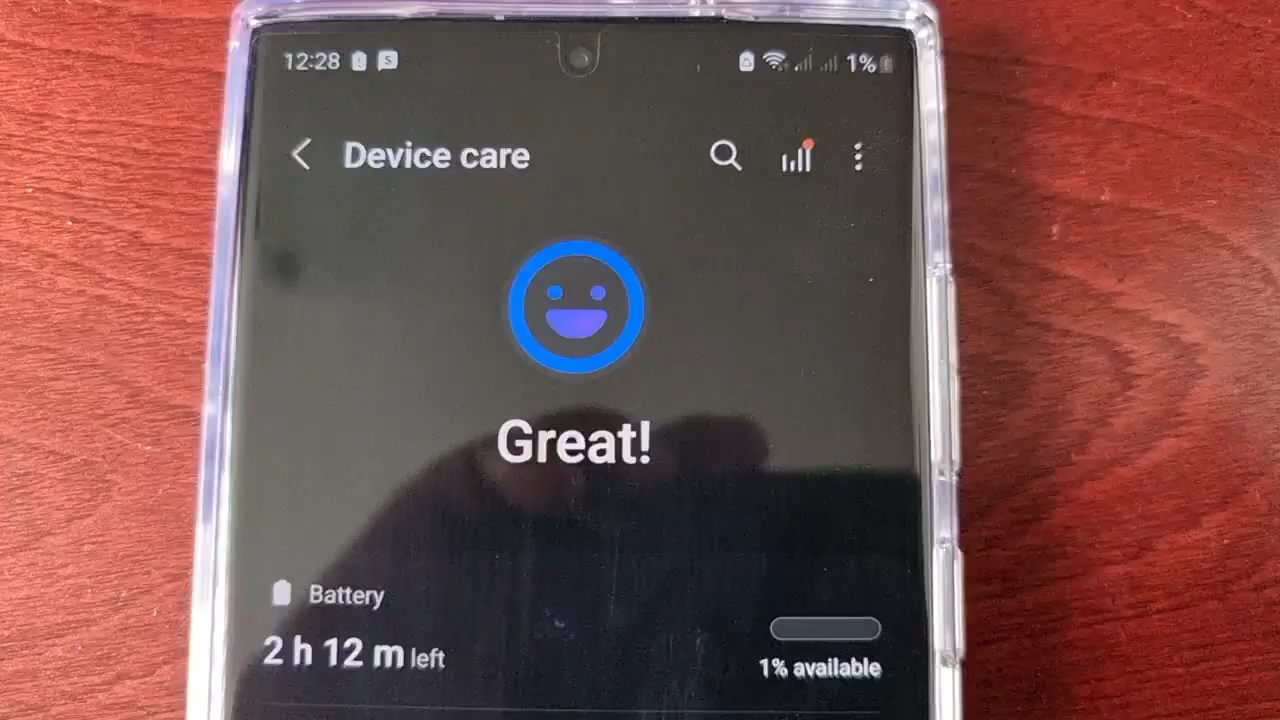 12:28 S 1%
Device care
Great!
Battery
2 h 12 m left
1% available